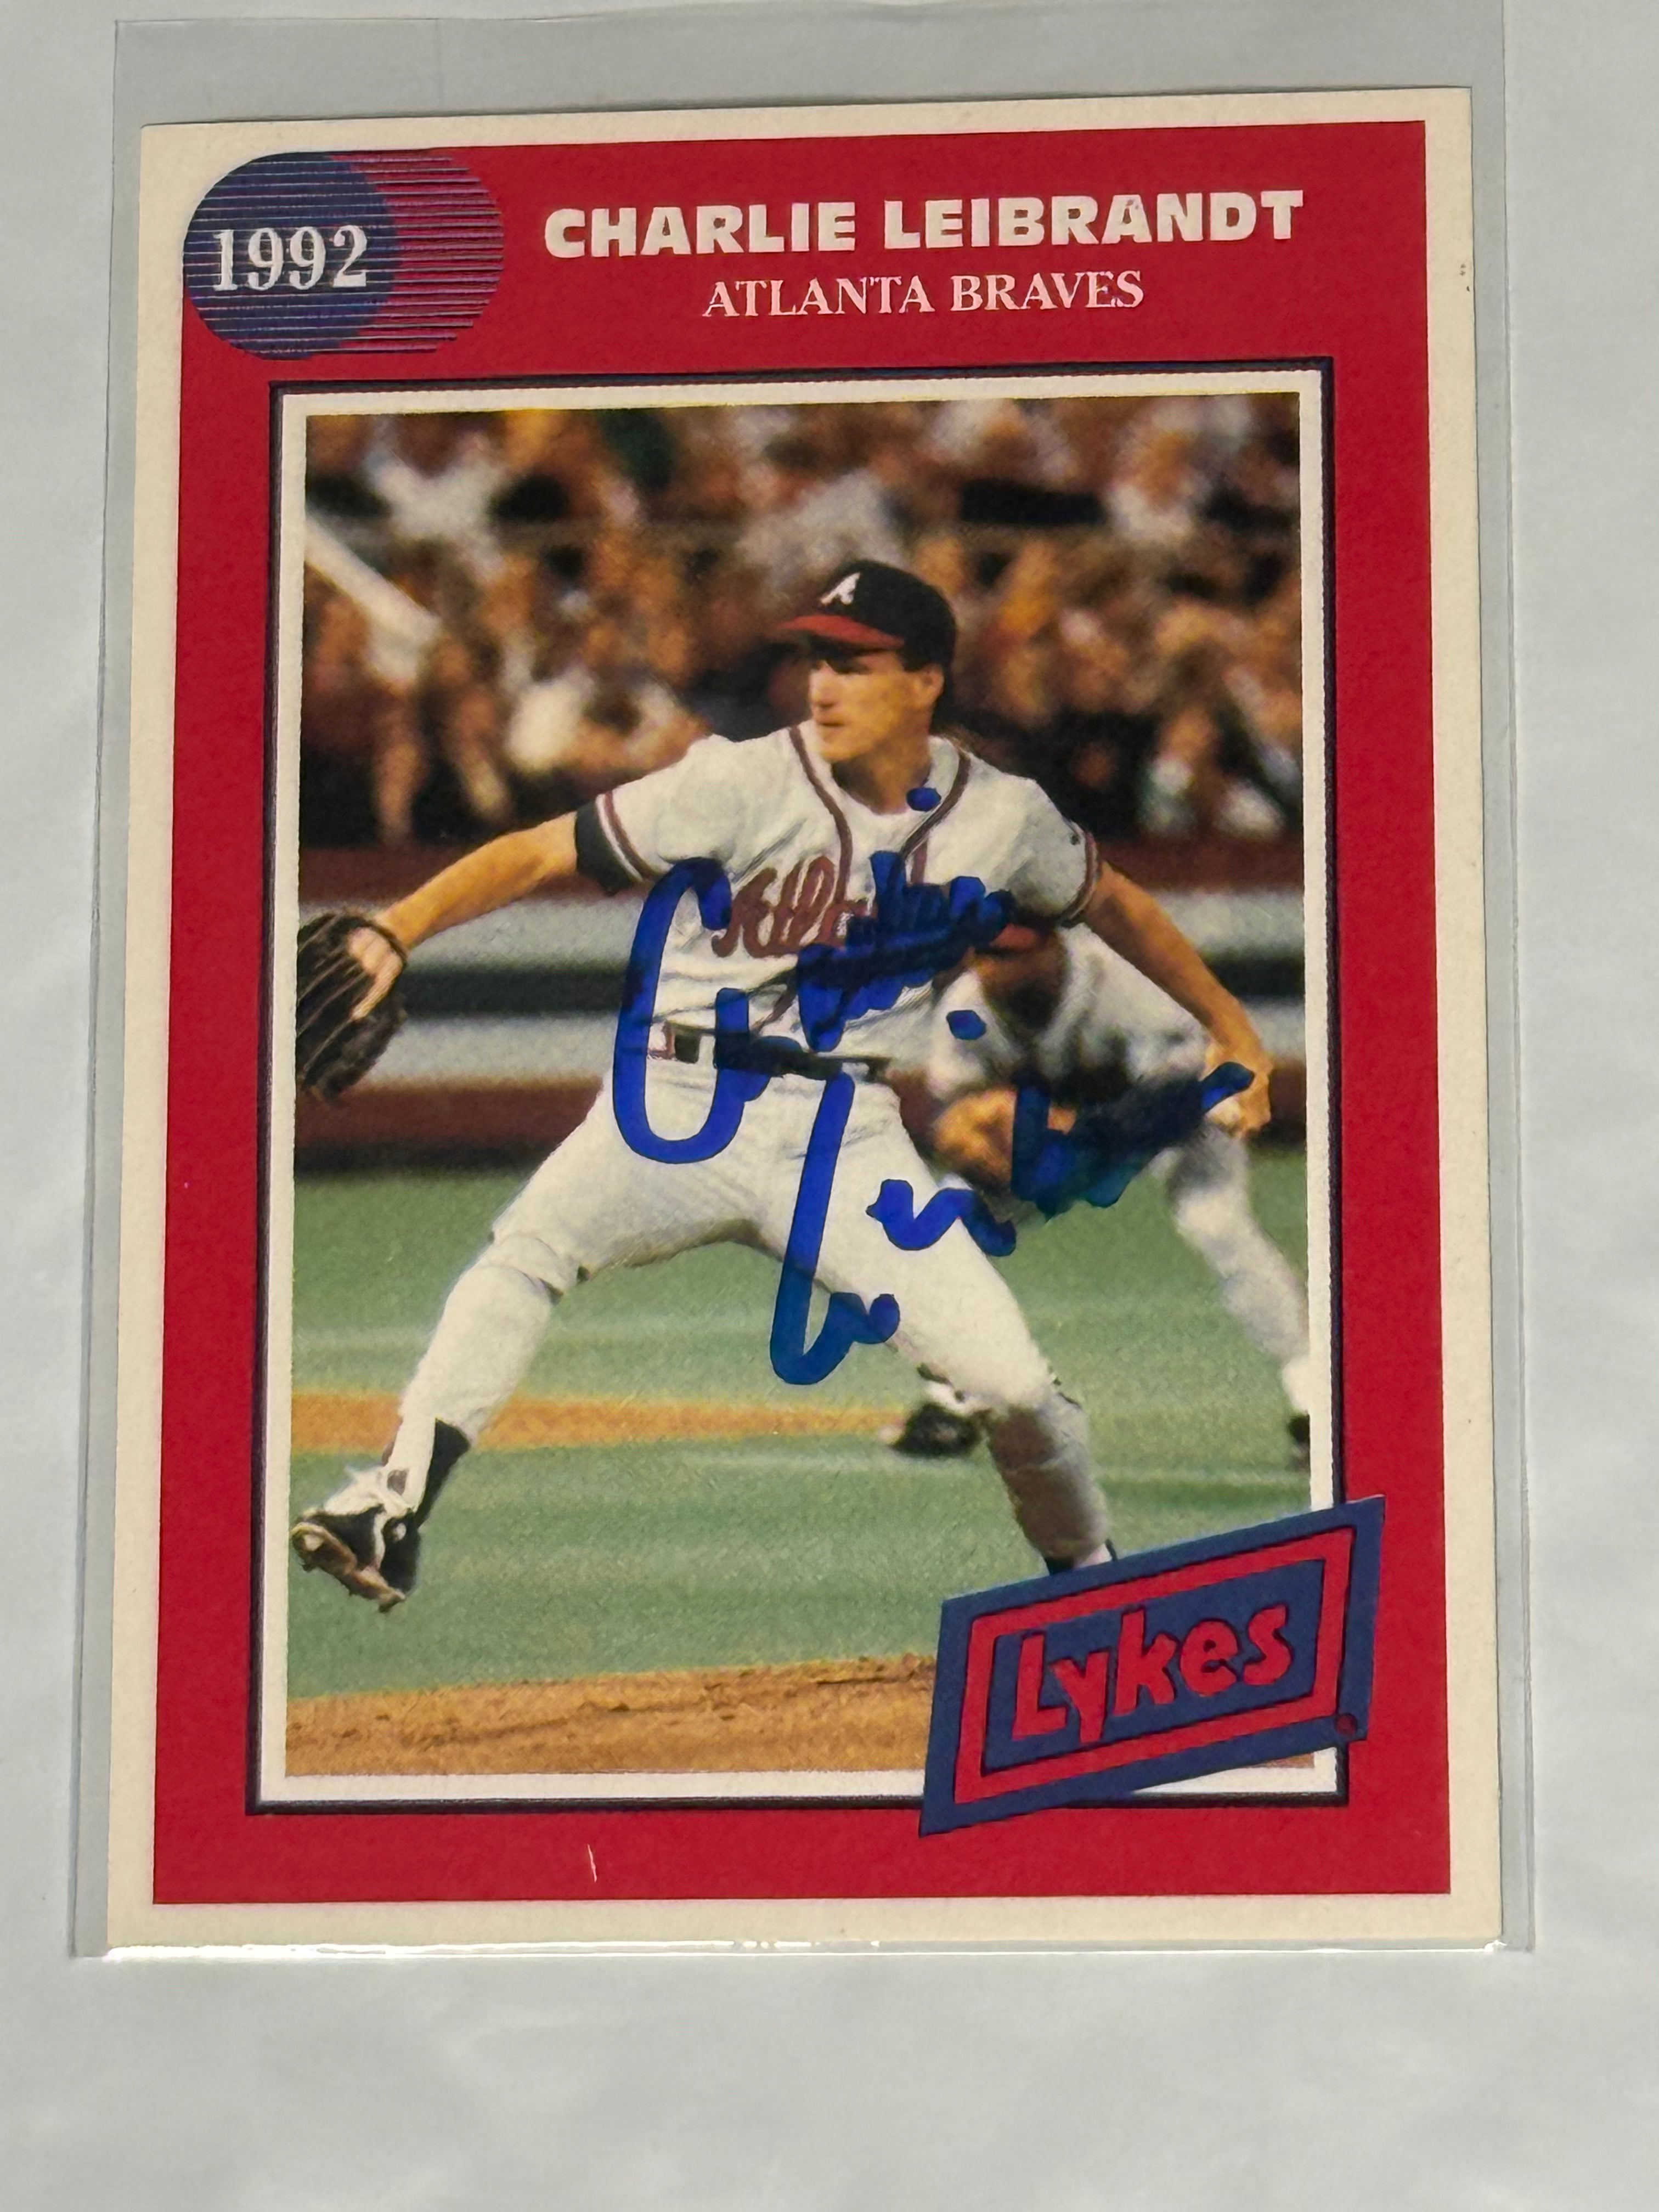 1992
CHARLIE LEIBRANDT
ATLANTA BRAVES
A
Lykes